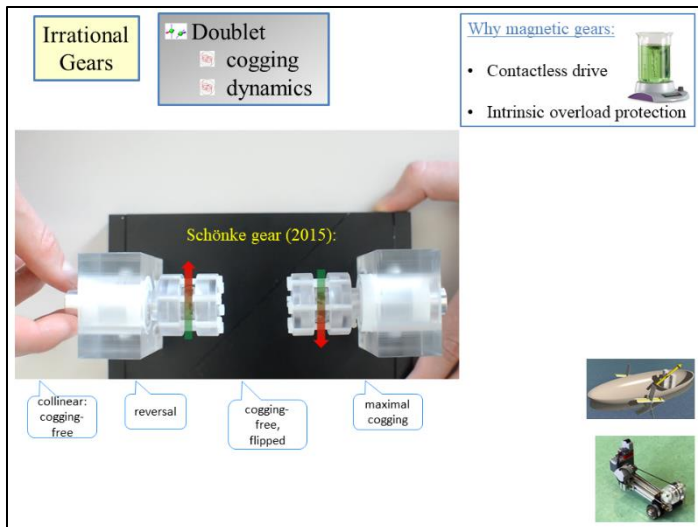 Irrational
Gears
Doublet
cogging
dynamics
Why magnetic gears:
• Contactless drive
• Intrinsic overload protection
Schönke gear (2015):
collinear:
cogging-
free
reversal
cogging-
free,
flipped
maximal
cogging